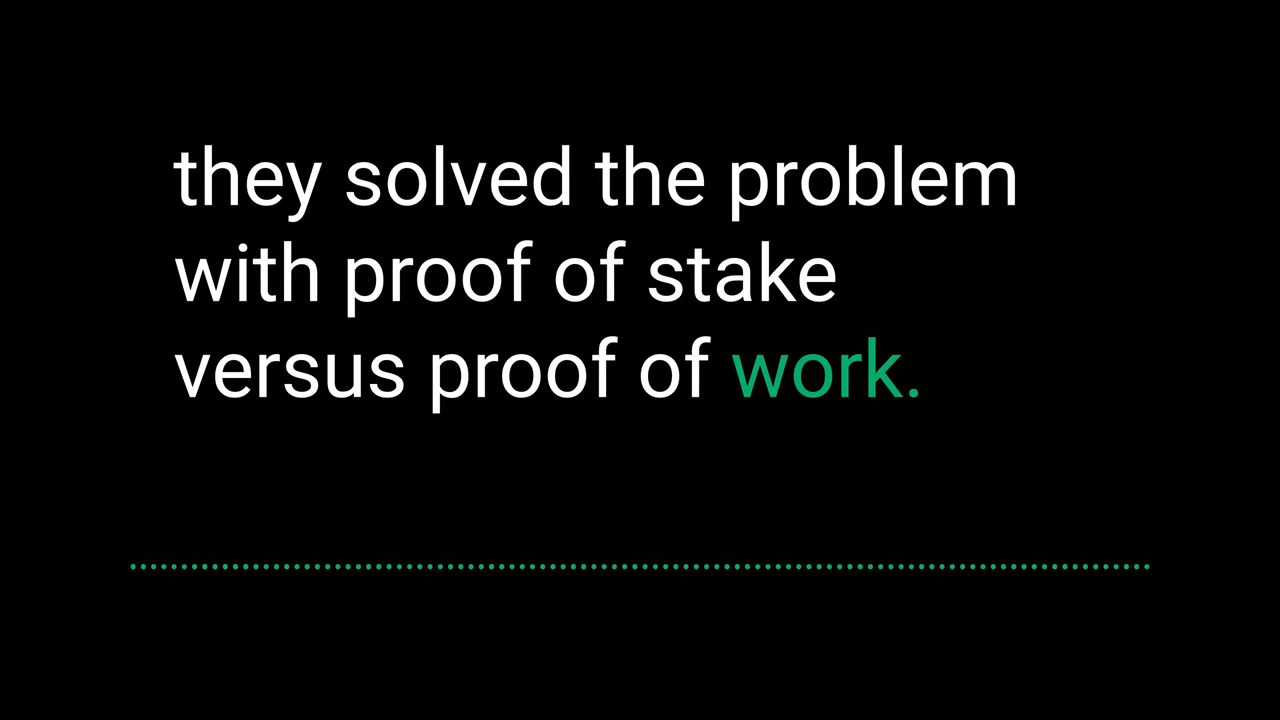 they solved the problem
with proof of stake
versus proof of work.